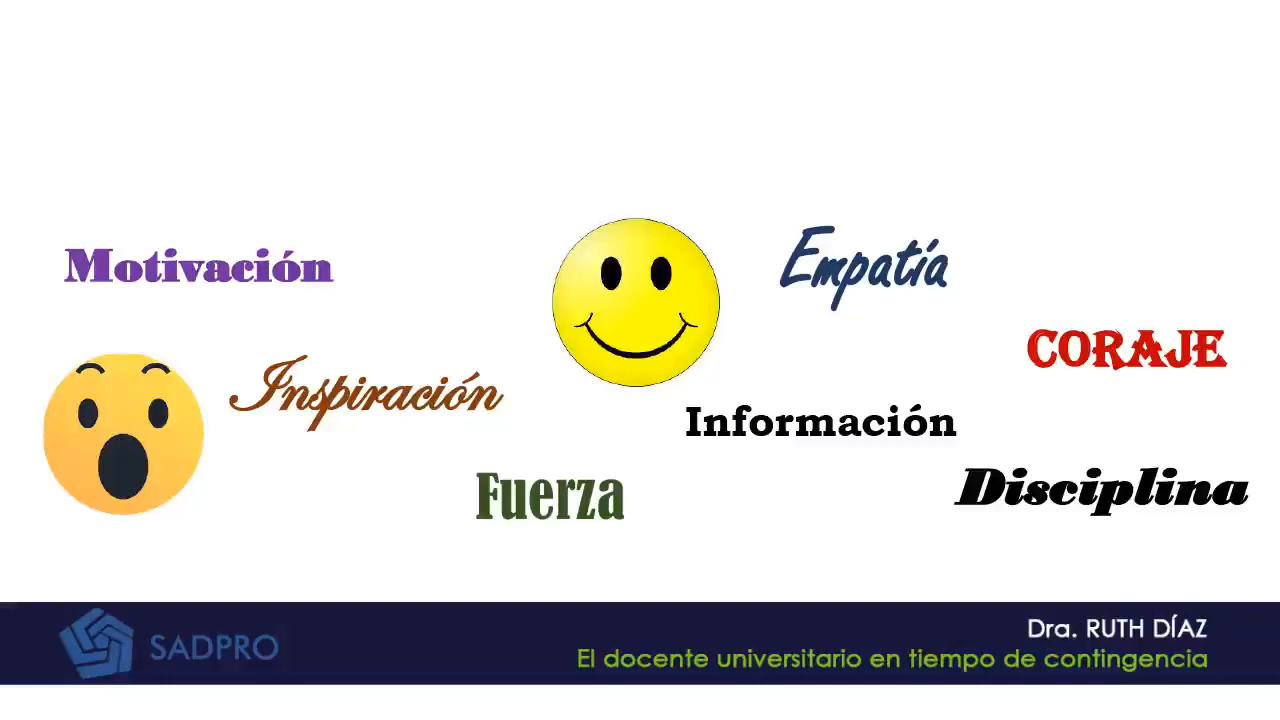 Motivación
Empatía
CORAJE
Inspiración
Información
Fuerza
Disciplina
SADPRO
Dra. RUTH DÍAZ
El docente universitario en tiempo de contingencia